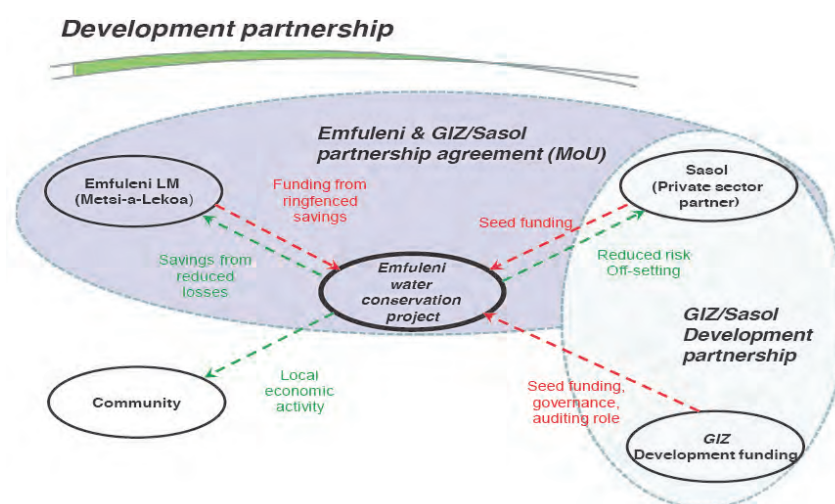 Development partnership
Emfuleni & GIZ/Sasol
partnership agreement (MoU)
Emfuleni LM
(Metsi-a-Lekoa)
Funding from
ringfenced
savings
Seed funding
Sasol
(Private sector
partner)
Savings from
reduced
losses
Emfuleni
water
conservation
project
Reduced risk
Off-setting
GIZ/Sasol
Development
partnership
Community
Local
economic
activity
Seed funding,
governance,
auditing role
GIZ
Development funding